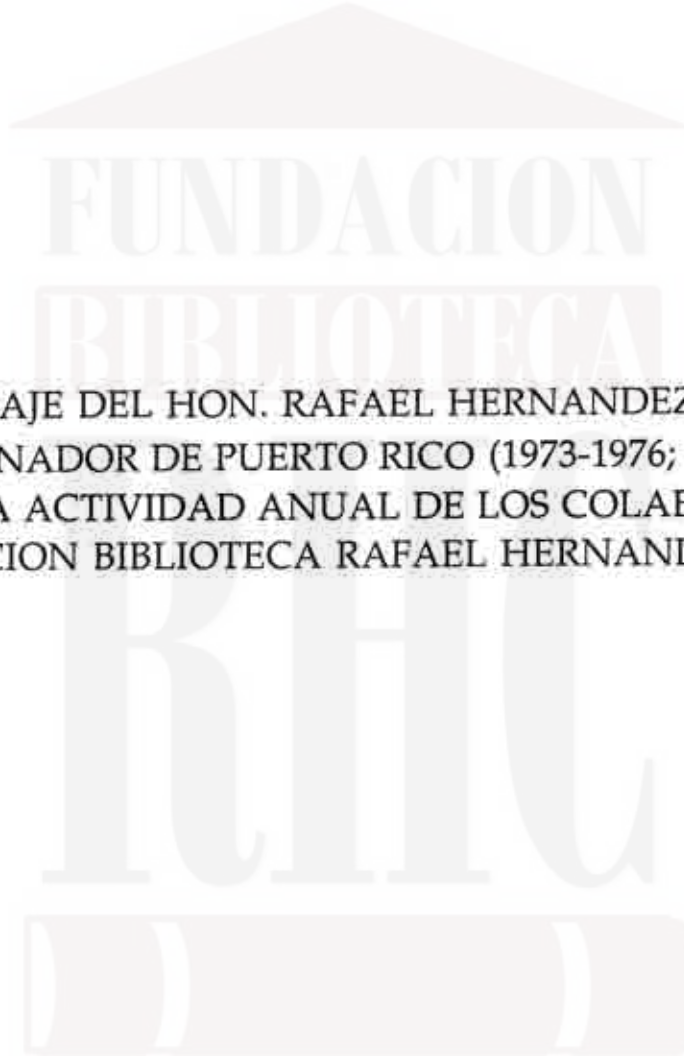 FUNDACION
BIBLIOTECA
AJE DEL HON. RAFAEL HERNANDEZ
NADOR DE PUERTO RICO (1973-1976;
A ACTIVIDAD ANUAL DE LOS COLAB
CION BIBLIOTECA RAFAEL HERNAND
RHC